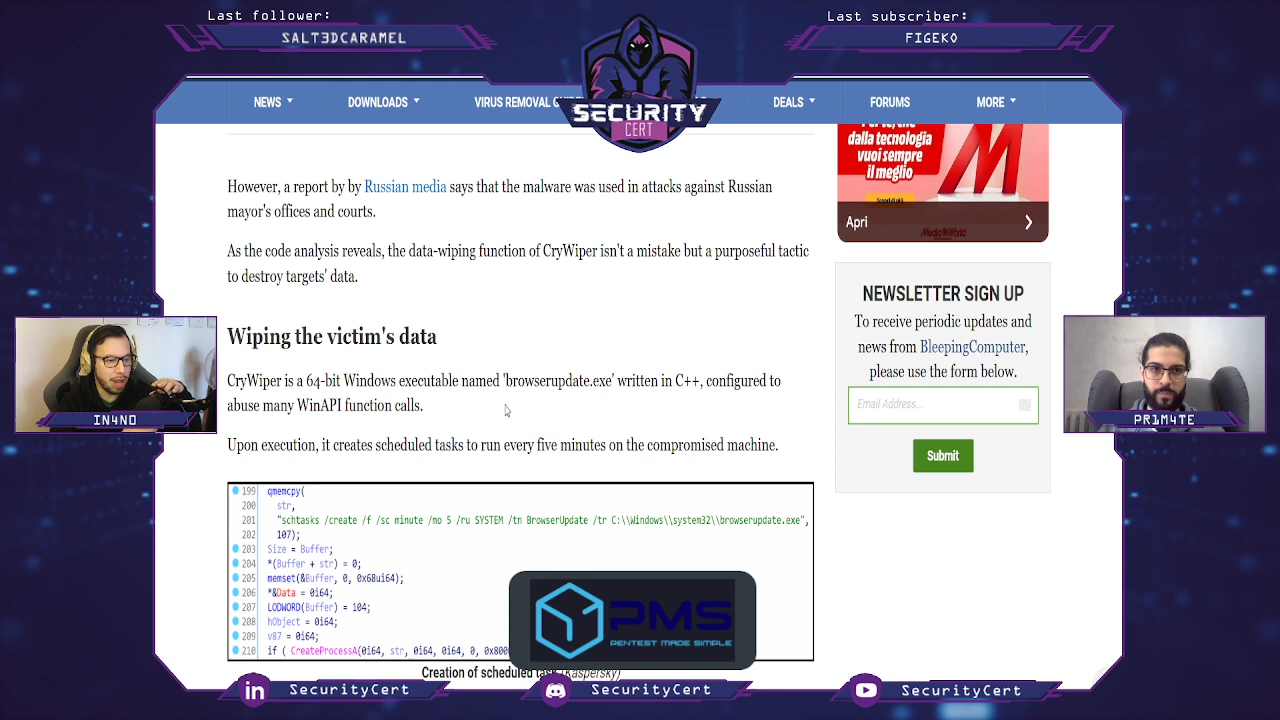 Last follower:
SALT3DCARAMEL
Last subscriber:
FIGEKO
SECURITY
CERT
NEWS
DOWNLOADS
VIRUS REMOVAL
DEALS
FORUMS
MORE
However, a report by by Russian media says that the malware was used in attacks against Russian
mayor's offices and courts.
As the code analysis reveals, the data-wiping function of CryWiper isn't a mistake but a purposeful tactic
to destroy targets' data.
Wiping the victim's data
CryWiper is a 64-bit Windows executable named 'browserupdate.exe' written in C++, configured to
abuse many WinAPI function calls.
Upon execution, it creates scheduled tasks to run every five minutes on the compromised machine.
199 qmemcpy(
200 str,
201 "schtasks /create /f /sc minute /mo 5 /ru SYSTEM /tn BrowserUpdate /tr C:\\Windows\\system32\\browserupdate.exe",
202 107);
203 Size = Buffer;
204 *(Buffer + str) = 0;
205 memset(&Buffer, 0, 0x68ui64);
206 *&Data = 0i64;
207 LODWORD(Buffer) = 104;
208 hObject = 0i64;
209 v87 = 0i64;
210 if ( CreateProcessA(0i64, str, 0i64, 0i64, 0, 0x800
Creation of scheduled task (Kaspersky)
dalla tecnologia
vuoi sempre
il meglio
Scopri di più
MediaWorld
Apri
NEWSLETTER SIGN UP
To receive periodic updates and
news from BleepingComputer,
please use the form below.
Email Address...
Submit
IN4N0
PR1M4TE
PMS
PENTEST MADE SIMPLE
in SecurityCert
SecurityCert
SecurityCert